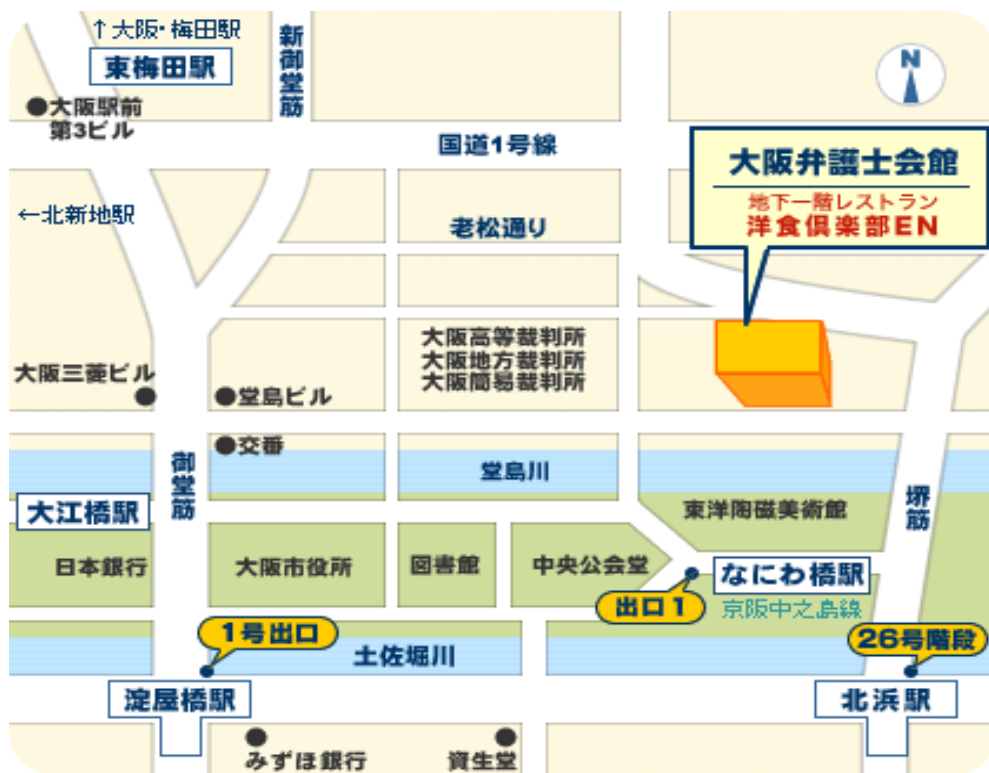 ↑大阪・梅田駅
東梅田駅
新御堂筋
N
●大阪駅前
第3ビル
国道1号線
大阪弁護士会館
地下一階レストラン
洋食倶楽部EN
←北新地駅
老松通り
大阪高等裁判所
大阪地方裁判所
大阪簡易裁判所
大阪三菱ビル
●堂島ビル
●交番
御堂筋
堂島川
堺筋
大江橋駅
東洋陶磁美術館
日本銀行
大阪市役所
図書館
中央公会堂
なにわ橋駅
出口1
京阪中之島線
1号出口
土佐堀川
26号階段
淀屋橋駅
北浜駅
みずほ銀行
資生堂